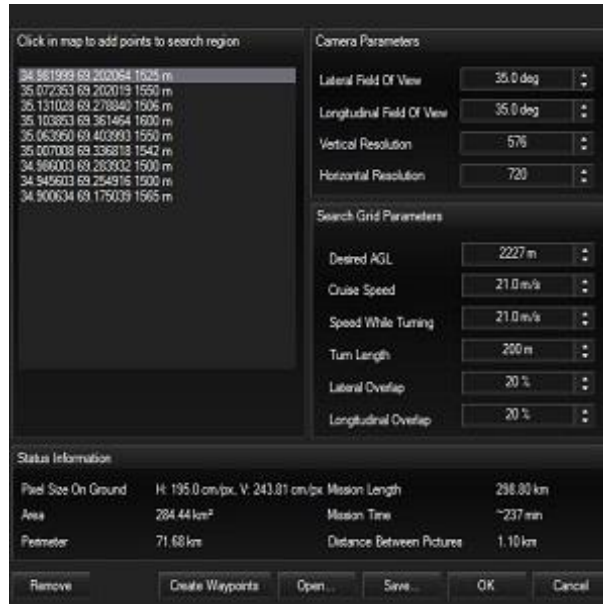 Click in map to add points to search region
34.981999 69.202064 1525 m
35.072353 69.202019 1550 m
35.131028 69.278840 1506 m
35.103853 69.361464 1600 m
35.063950 69.403993 1550 m
35.007008 69.336818 1542 m
34.986003 69.283932 1500 m
34.945603 69.254916 1500 m
34.900634 69.175039 1565 m
Camera Parameters
Lateral Field Of View 35.0 deg
Longitudinal Field Of View 35.0 deg
Vertical Resolution 576
Horizontal Resolution 720
Search Grid Parameters
Desired AGL 2227 m
Cruise Speed 21.0 m/s
Speed While Turning 21.0 m/s
Turn Length 200 m
Lateral Overlap 20 %
Longitudinal Overlap 20 %
Status Information
Pixel Size On Ground H: 195.0 cm/px, V: 243.81 cm/px Mission Length 298.80 km
Area 284.44 km² Mission Time ~237 min
Perimeter 71.68 km Distance Between Pictures 1.10 km
Remove Create Waypoints Open... Save... OK Cancel